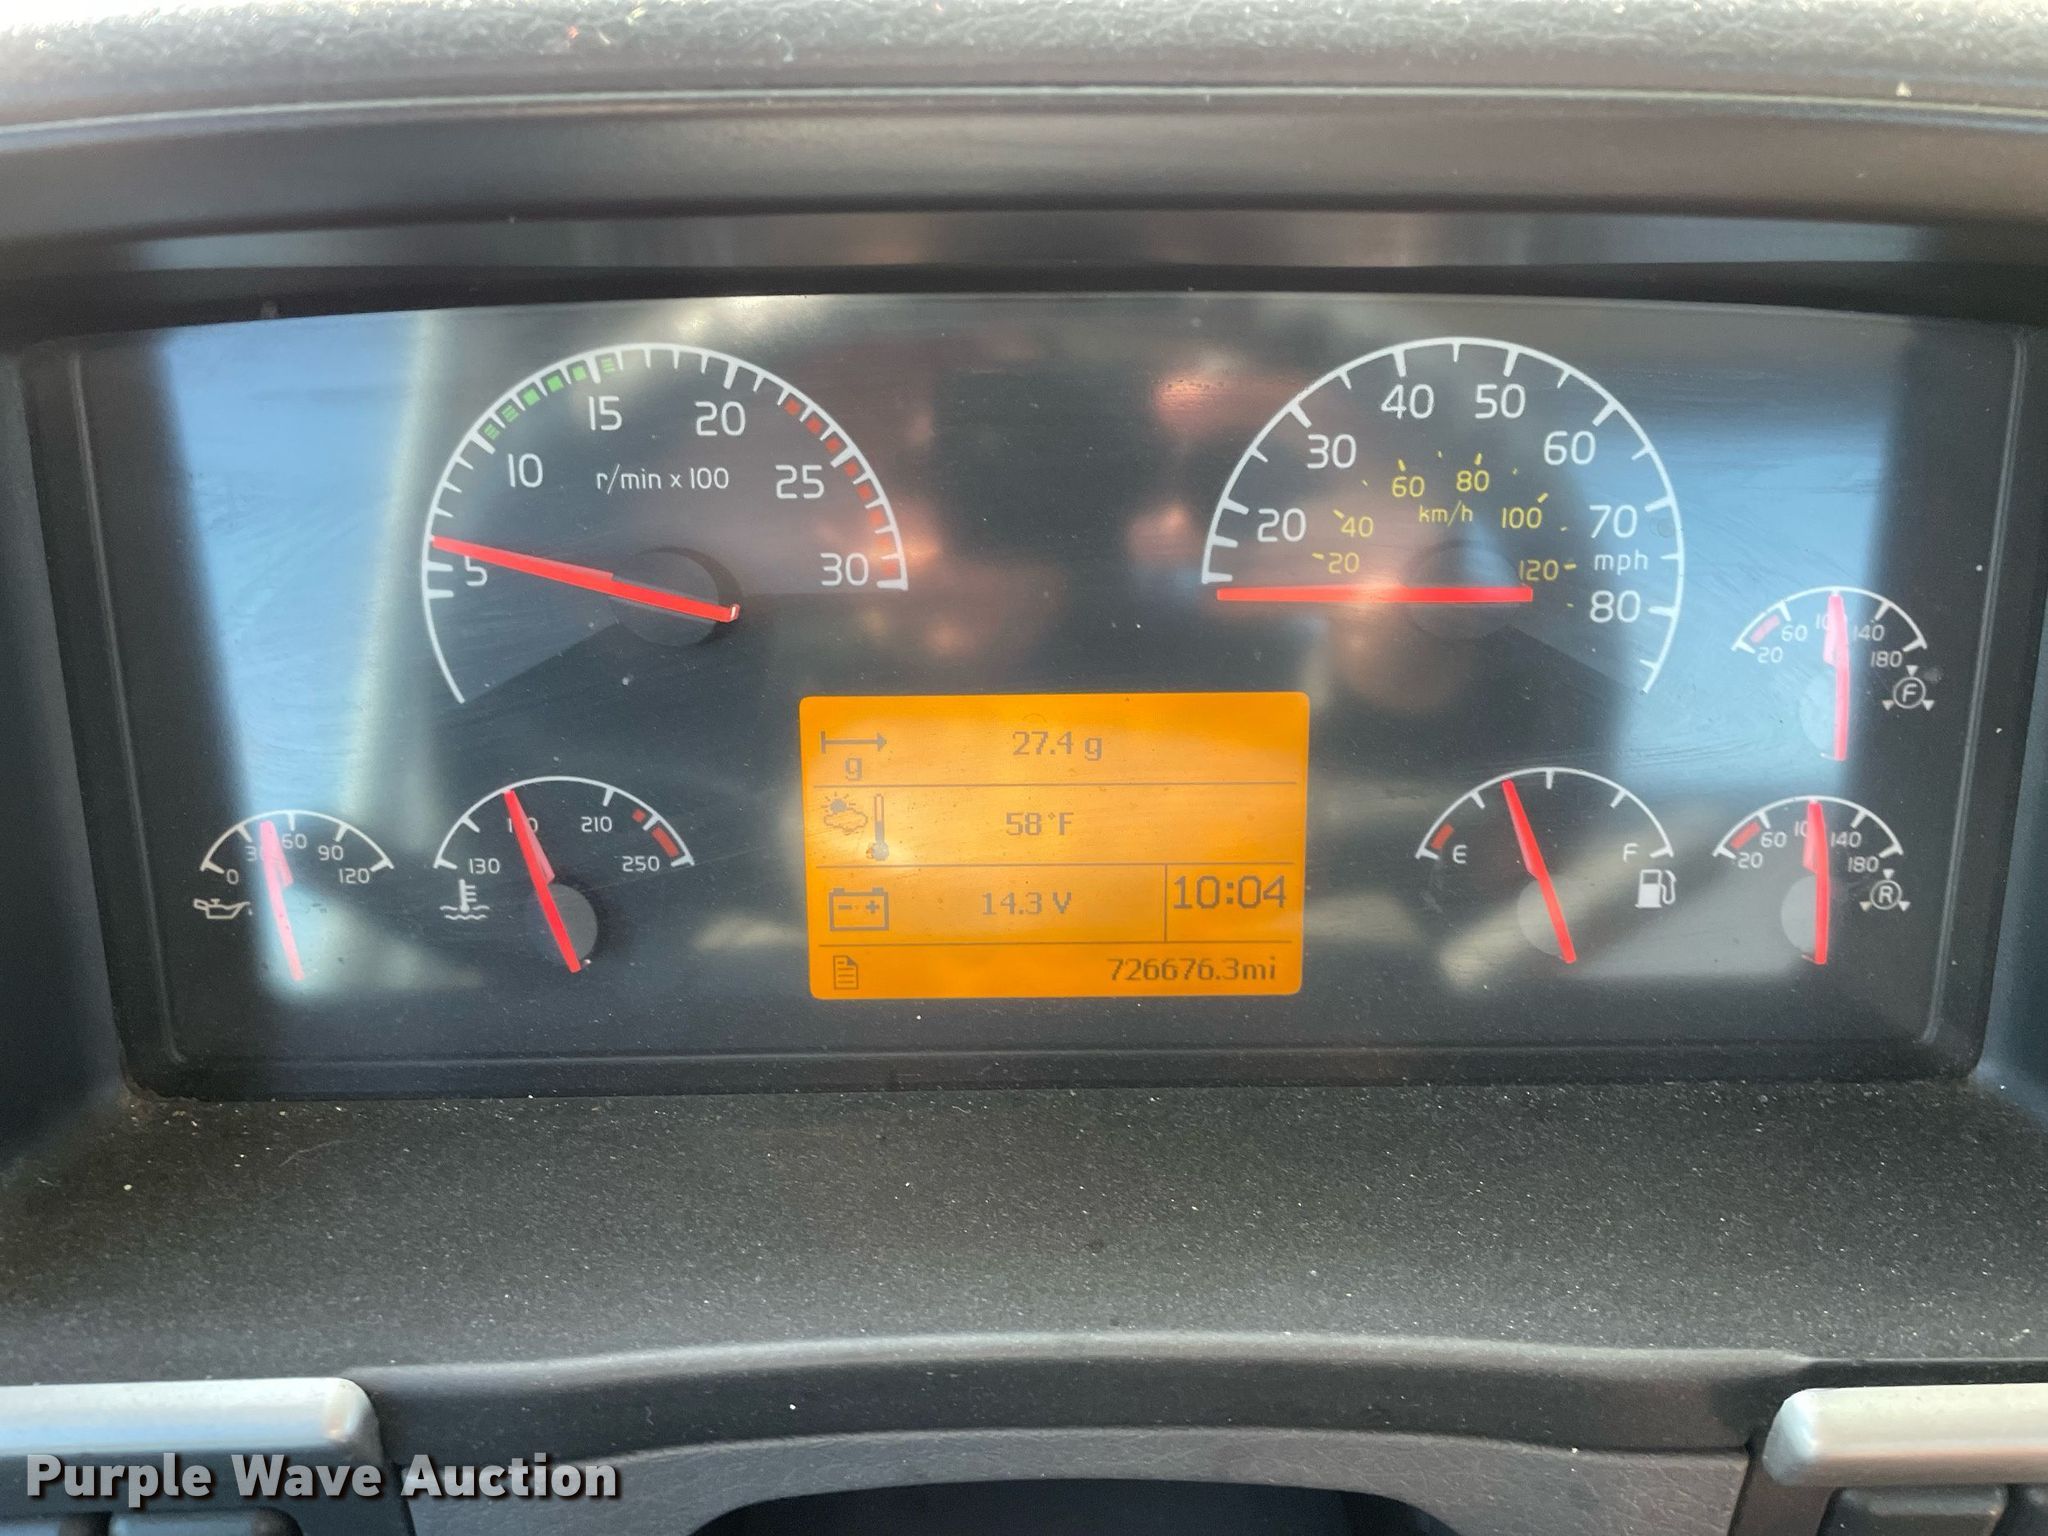 5 10 15 20 25 30
r/min x 100
20 30 40 50 60 70 80
mph
20 40 60 80 100 120
km/h
0 60 90 120
130 210 250
27.4 g
g
58°F
14.3 V
10:04
726676.3mi
E F
20 60 140 180
F
20 60 140 180
R
Purple Wave Auction